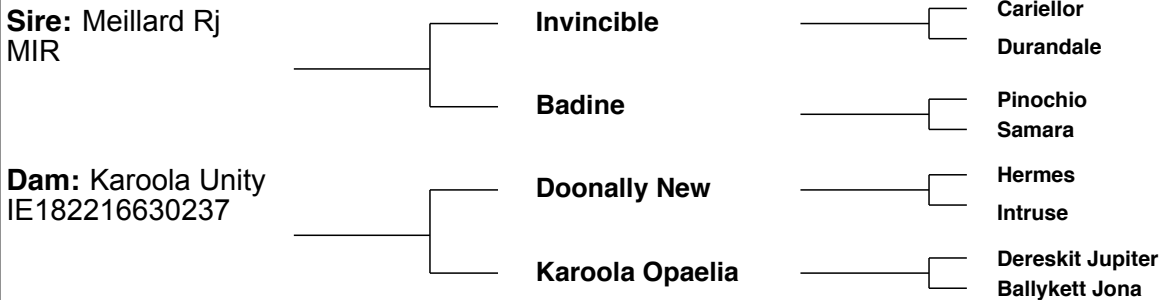 Sire: Meillard Rj
MIR
Invincible
Cariellor
Durandale
Badine
Pinochio
Samara
Dam: Karoola Unity
IE182216630237
Doonally New
Hermes
Intruse
Karoola Opaelia
Dereskit Jupiter
Ballykett Jona